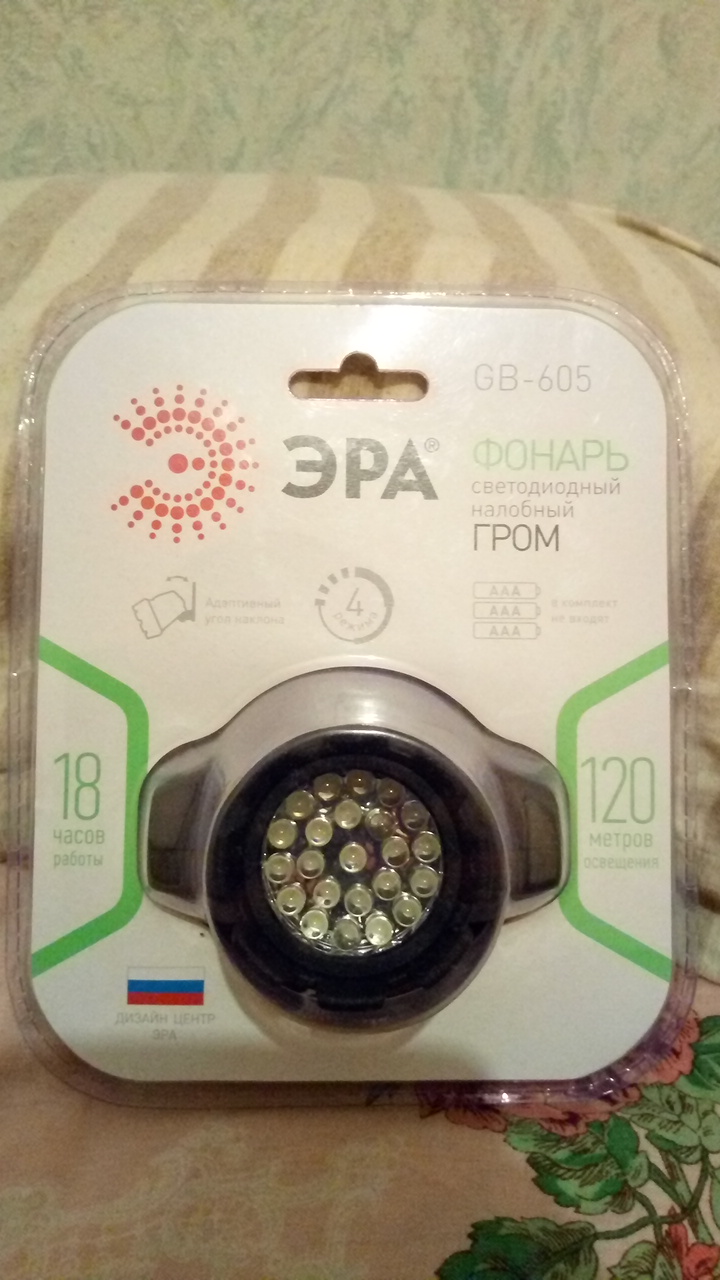 GB-605
ЭРА®
ФОНАРЬ
светодиодный
налобный
ГРОМ
Адаптивный
угол наклона
4
режима
AAA
AAA
AAA
в комплект
не входят
18
часов
работы
120
метров
освещения
ДИЗАЙН ЦЕНТР
ЭРА